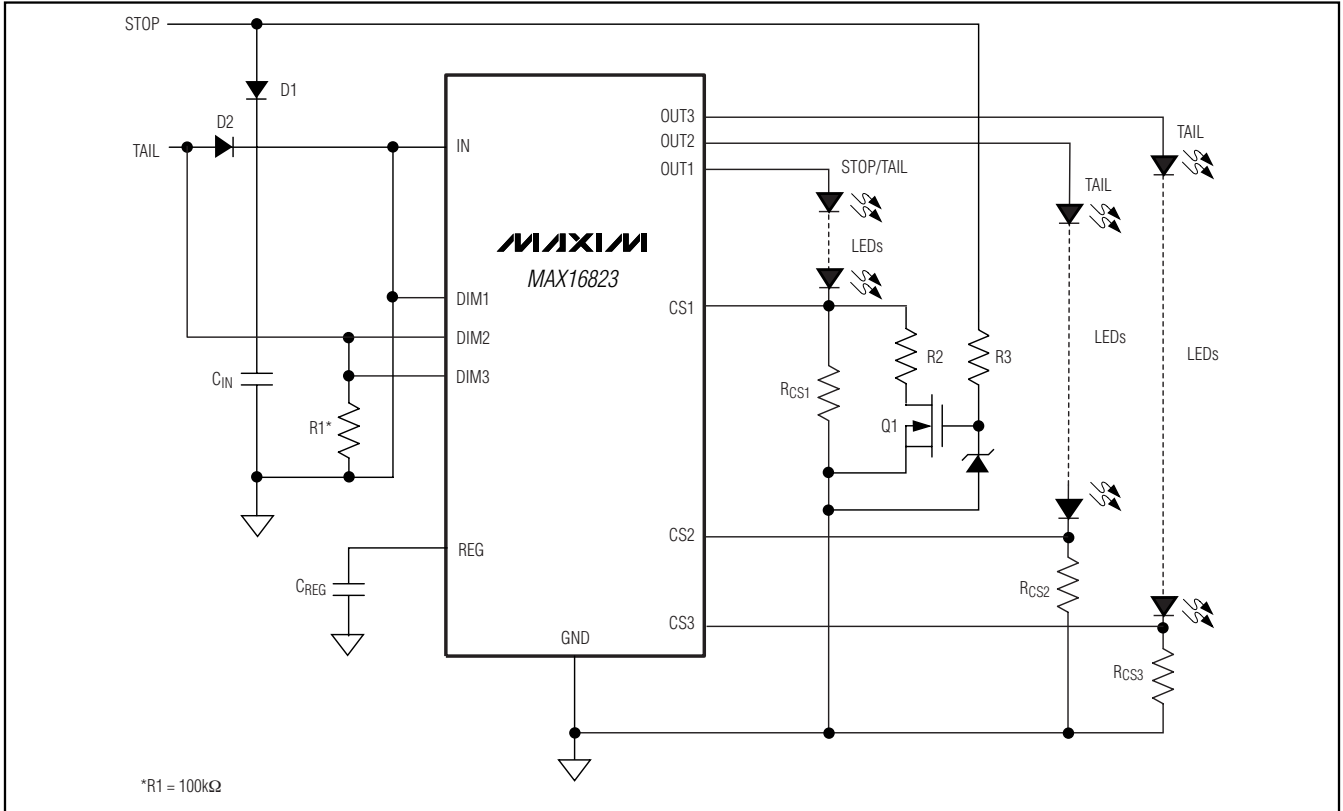 STOP
D1
D2
TAIL
IN
OUT3
OUT2
OUT1
TAIL
STOP/TAIL
TAIL
LEDs
MAXIM
MAX16823
DIM1
DIM2
DIM3
CS1
R2
R3
LEDs
LEDs
CIN
R1*
RCS1
Q1
REG
CS2
CREG
RCS2
GND
CS3
RCS3
*R1 = 100kΩ